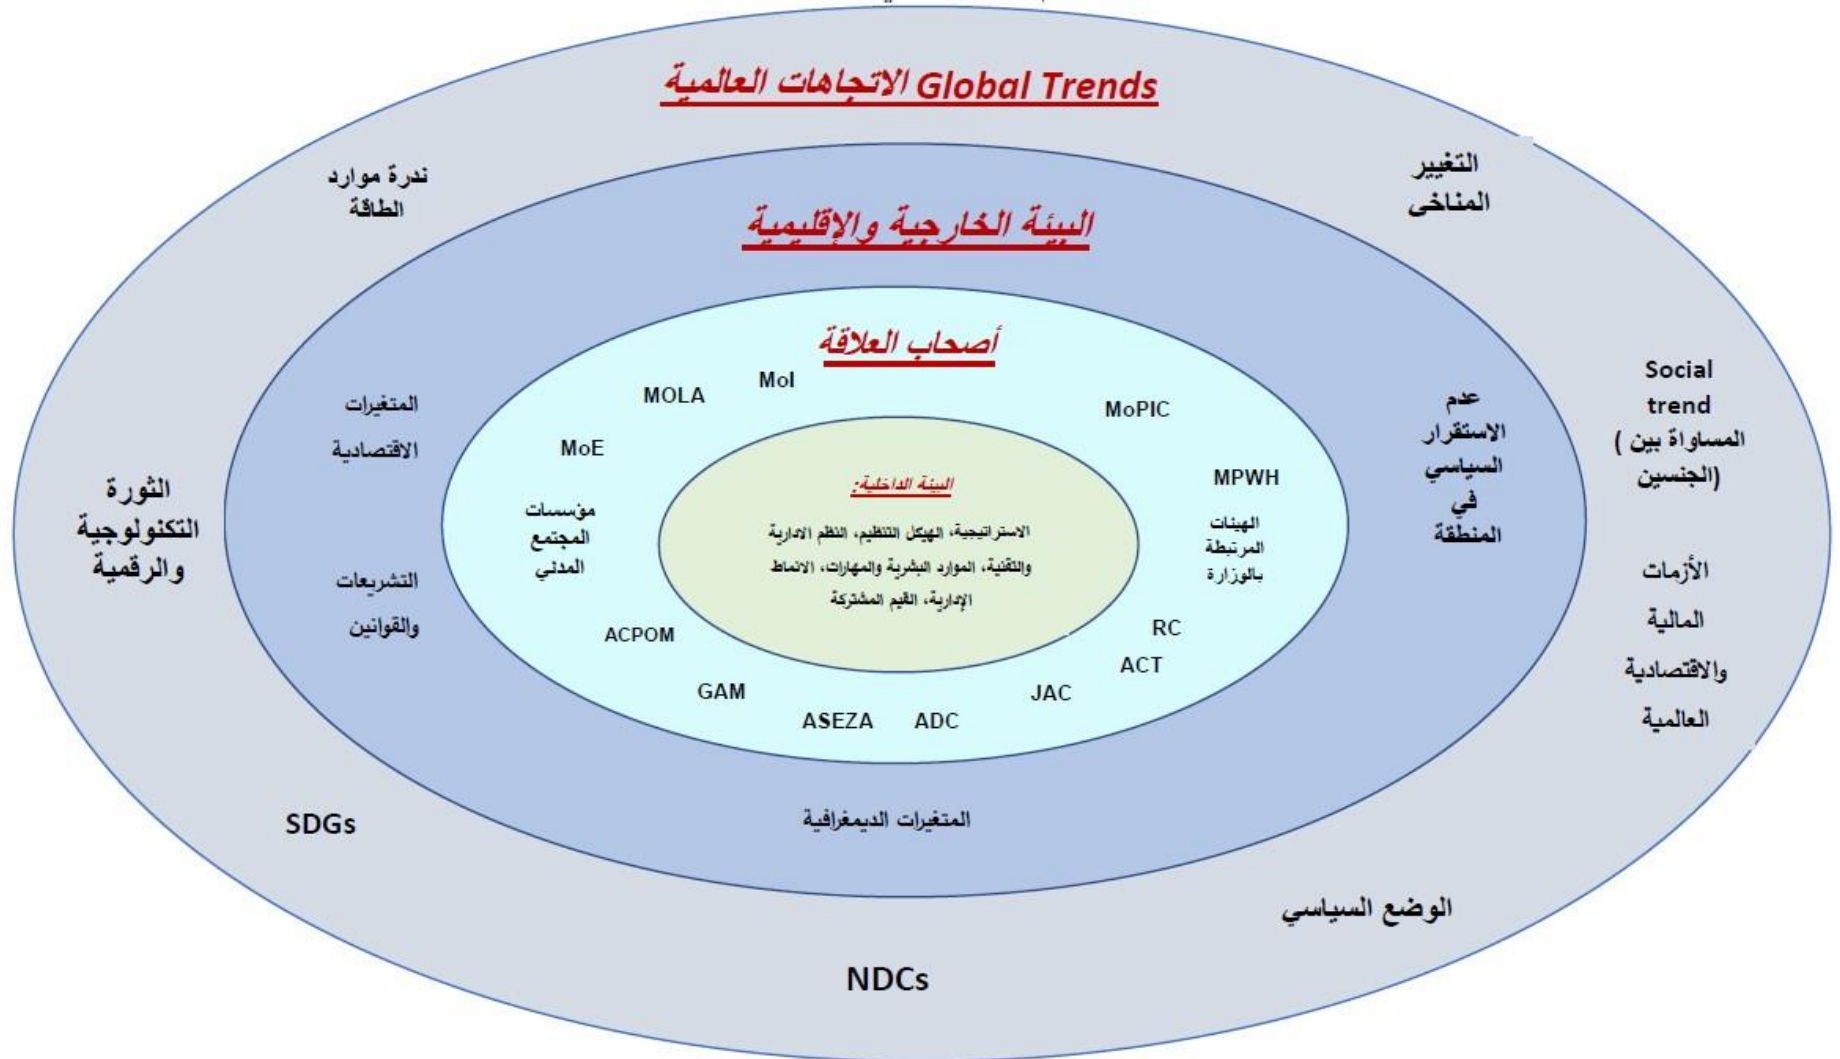 الاتجاهات العالمية Global Trends
التغيير
المناخى
ندرة موارد
الطاقة
Social
trend
( المساواة بين
الجنسين)
الأزمات
المالية
والاقتصادية
العالمية
الوضع السياسي
NDCs
SDGs
الثورة
التكنولوجية
والرقمية
البيئة الخارجية والإقليمية
عدم
الاستقرار
السياسي
في
المنطقة
المتغيرات
الاقتصادية
التشريعات
والقوانين
المتغيرات الديمغرافية
أصحاب العلاقة
MoI
MOLA
MoPIC
MoE
MPWH
الهيئات
المرتبطة
بالوزارة
مؤسسات
المجتمع
المدني
RC
ACPOM
ACT
GAM
JAC
ASEZA
ADC
البيئة الداخلية:
الاستراتيجية، الهيكل التنظيم، النظم الادارية
والتقنية، الموارد البشرية والمهارات، الانماط
الإدارية، القيم المشتركة